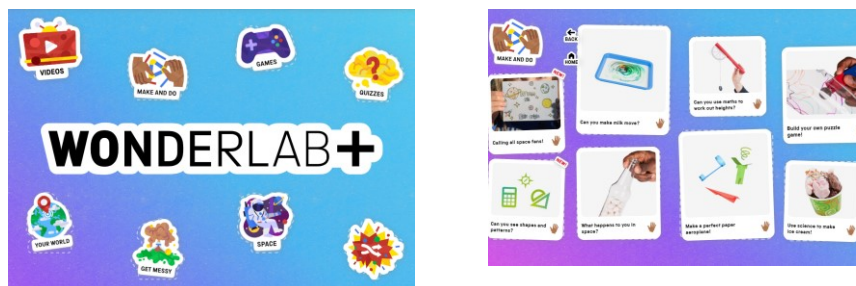 VIDEOS
MAKE AND DO
GAMES
QUIZZES
WONDERLAB+
YOUR WORLD
GET MESSY
SPACE
MAKE AND DO
BACK
HOME
NEW!
Calling all space fans!
Can you make milk move?
Can you use maths to
work out heights?
Build your own puzzle
game!
NEW!
Can you see shapes and
patterns?
What happens to you in
space?
Make a perfect paper
aeroplane!
Use science to make
ice cream!